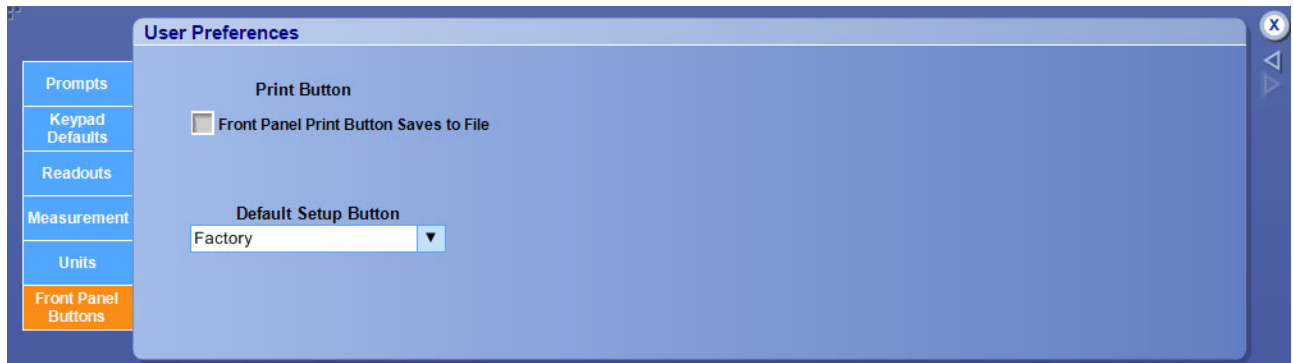 User Preferences
X
Prompts
Keypad
Defaults
Readouts
Measurement
Units
Front Panel
Buttons
Print Button
Front Panel Print Button Saves to File
Default Setup Button
Factory